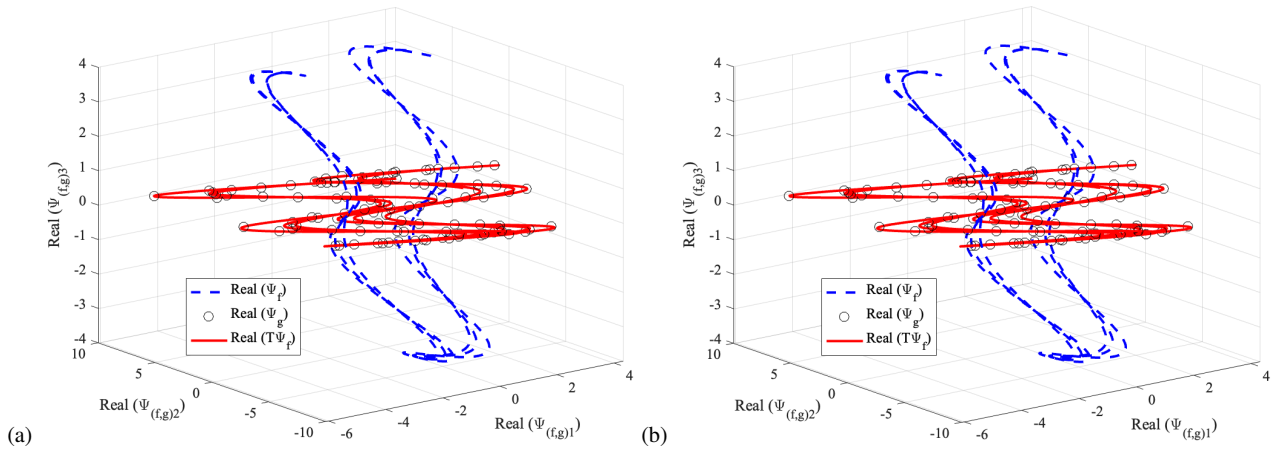 4
3
2
1
0
-1
-2
-3
-4
Real (Ψ(f,g)3)
Real (Ψf)
Real (Ψg)
Real (TΨf)
10
5
0
-5
-10
Real (Ψ(f,g)2)
-6
-4
-2
0
2
4
Real (Ψ(f,g)1)
(a)
4
3
2
1
0
-1
-2
-3
-4
Real (Ψ(f,g)3)
Real (Ψf)
Real (Ψg)
Real (TΨf)
10
5
0
-5
-10
Real (Ψ(f,g)2)
-6
-4
-2
0
2
4
Real (Ψ(f,g)1)
(b)